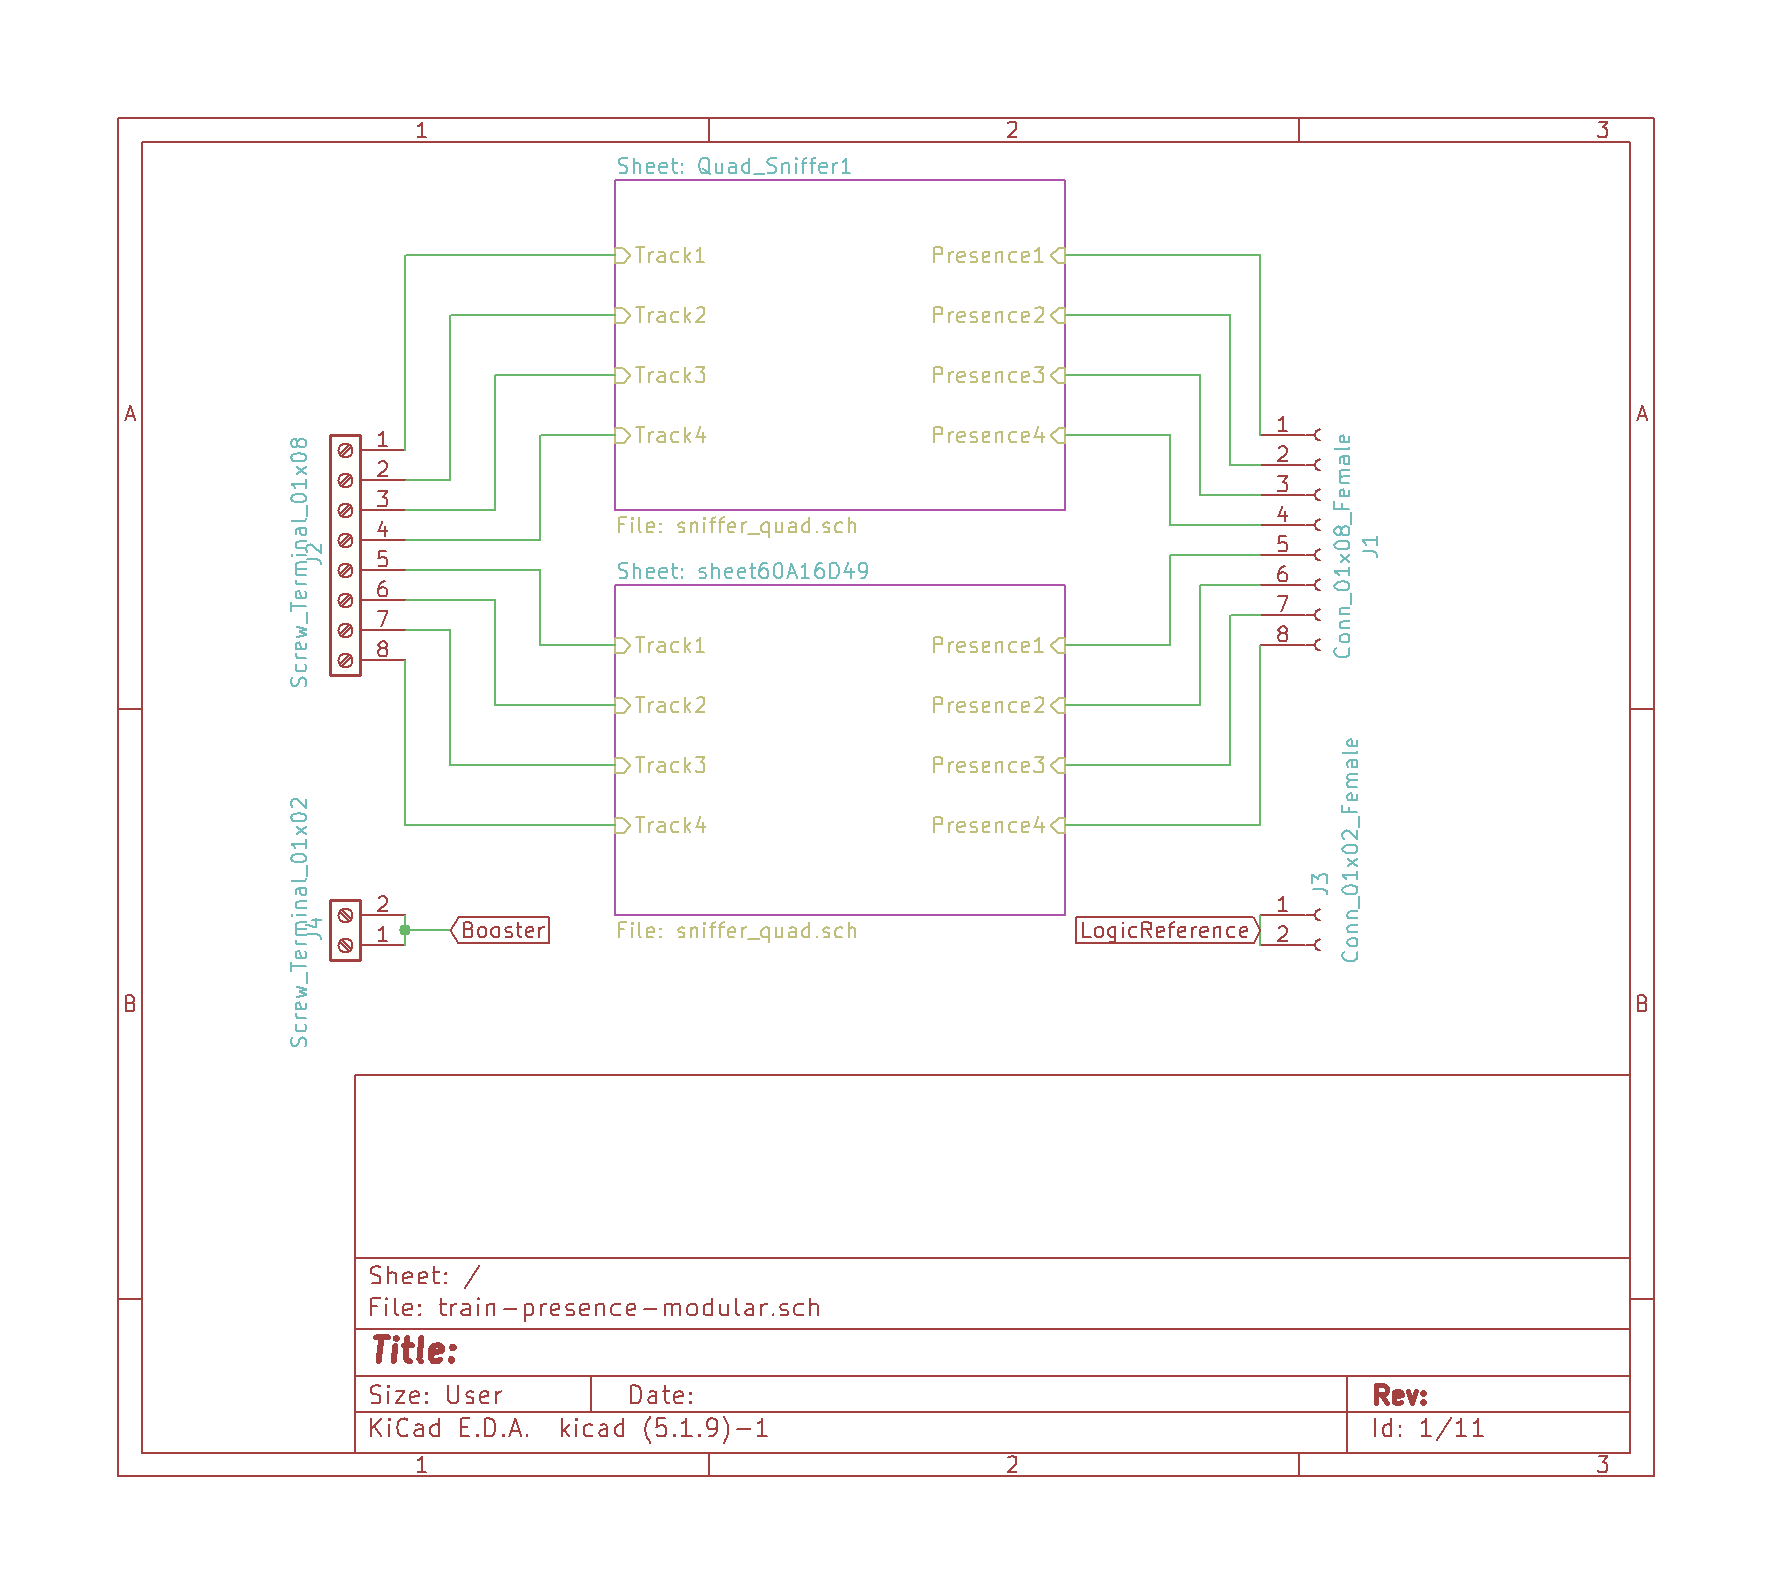 1 2 3
Sheet: Quad_Sniffer1
Track1 Presence1
Track2 Presence2
Track3 Presence3
Track4 Presence4
File: sniffer_quad.sch
A A
Screw_Terminal_01x08
J2
1
2
3
4
5
6
7
8
1
2
3
4
5
6
7
8
Conn_01x08_Female
J1
Sheet: sheet60A16D49
Track1 Presence1
Track2 Presence2
Track3 Presence3
Track4 Presence4
File: sniffer_quad.sch
Screw_Terminal_01x02
J4
2
1
Booster
LogicReference
1
2
J3
Conn_01x02_Female
B B
Sheet: /
File: train-presence-modular.sch
Title:
Size: User Date: Rev:
KiCad E.D.A. kicad (5.1.9)-1 Id: 1/11
1 2 3